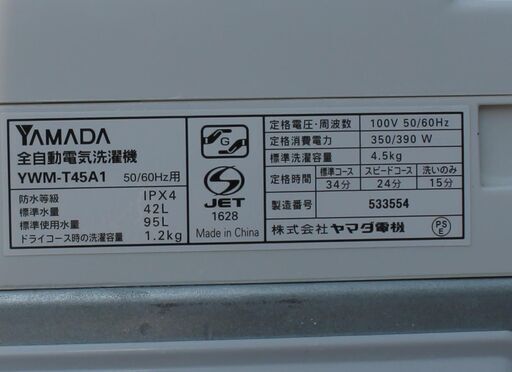 YAMADA
全自動電気洗濯機
YWM-T45A1 50/60Hz用
防水等級 IPX4
標準水量 42L
標準使用水量 95L
ドライコース時の洗濯容量 1.2kg
G
S
JET
1628
Made in China
定格電圧・周波数 100V 50/60Hz
定格消費電力 350/390 W
標準洗濯容量 4.5kg
定格時間 標準コース スピードコース 洗いのみ
34分 24分 15分
製造番号 533554
株式会社 ヤマダ電機
PS
E